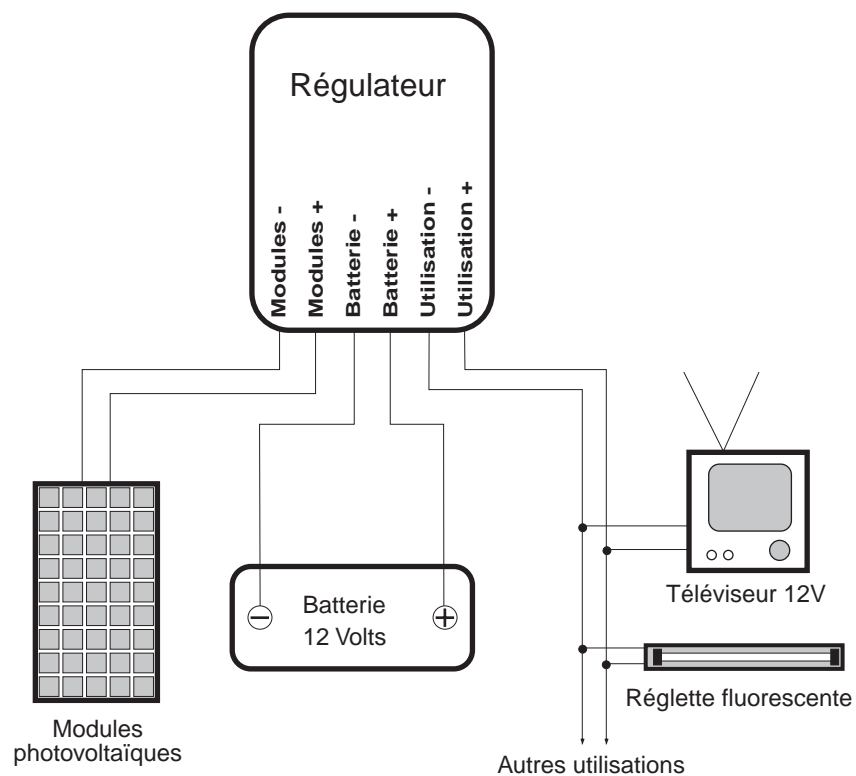 Régulateur
Modules -
Modules +
Batterie -
Batterie +
Utilisation -
Utilisation +
Batterie
12 Volts
Téléviseur 12V
Réglette fluorescente
Modules
photovoltaïques
Autres utilisations